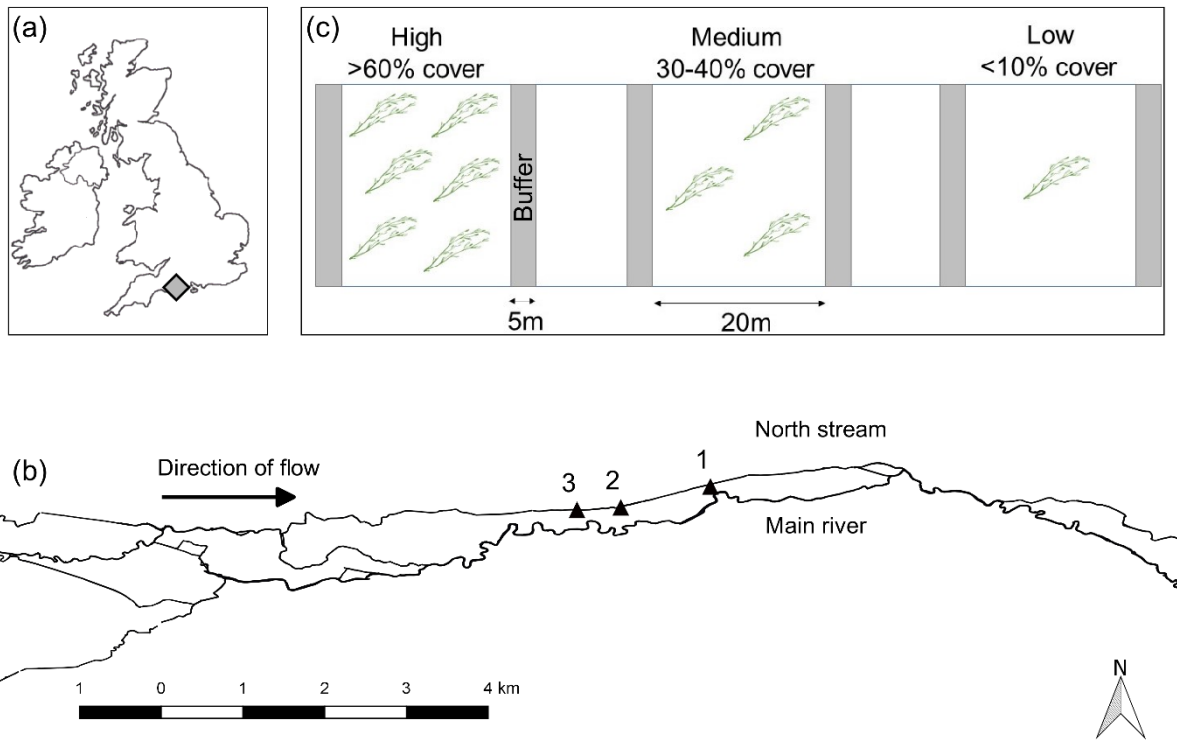 (a)
(c)
High
>60% cover
Medium
30-40% cover
Low
<10% cover
Buffer
5m
20m
(b)
Direction of flow
North stream
3
2
1
Main river
1 0 1 2 3 4 km
N